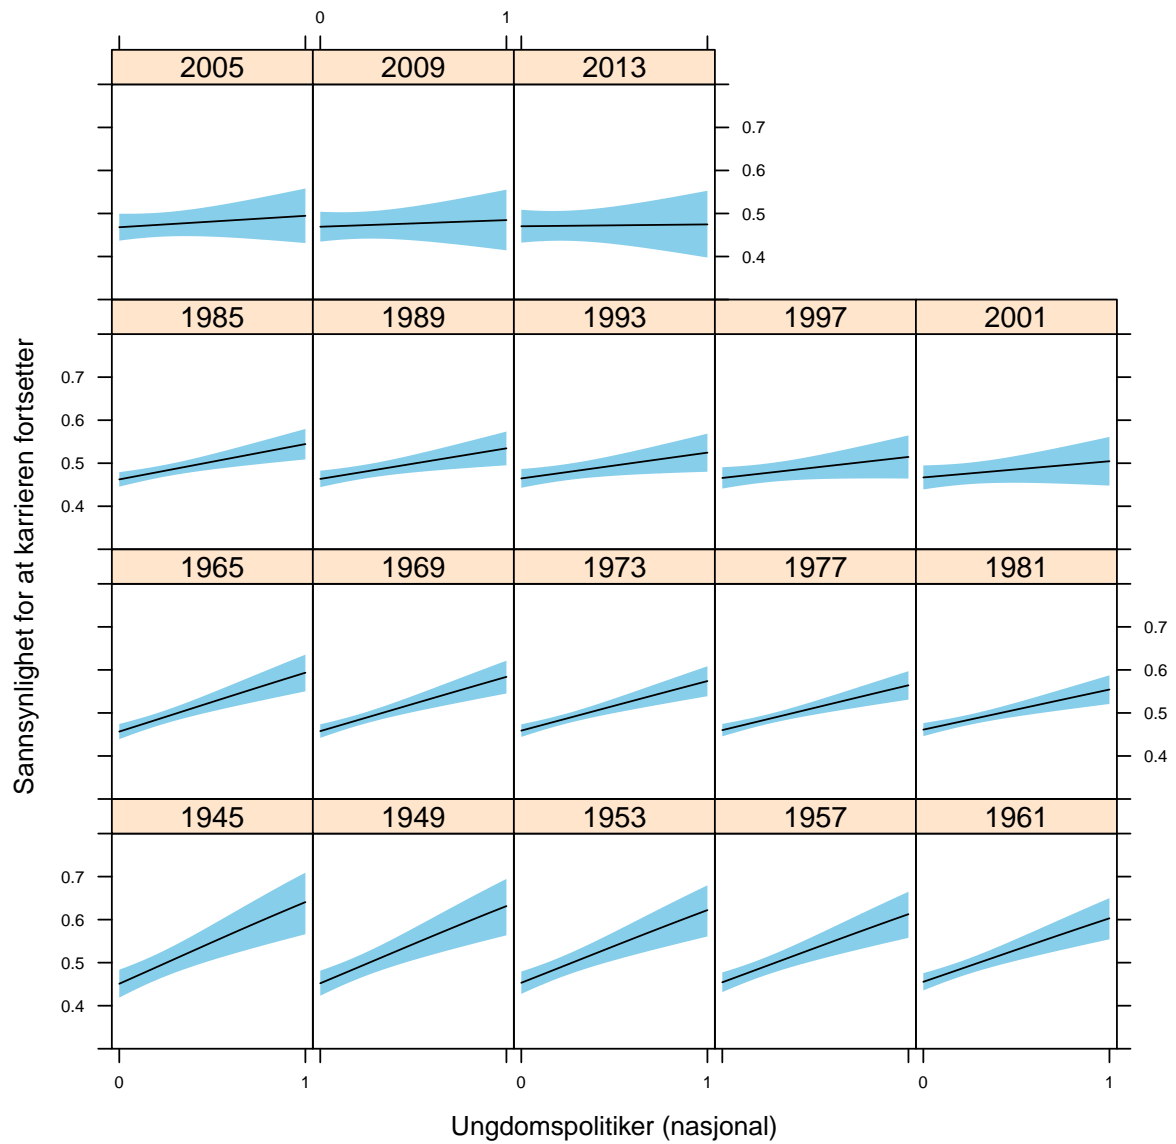 0 1
2005 2009 2013
0.7
0.6
0.5
0.4
1985 1989 1993 1997 2001
0.7
0.6
0.5
0.4
1965 1969 1973 1977 1981
0.7
0.6
0.5
0.4
1945 1949 1953 1957 1961
0.7
0.6
0.5
0.4
0 1 0 1 0 1
Sannsynlighet for at karrieren fortsetter
Ungdomspolitiker (nasjonal)